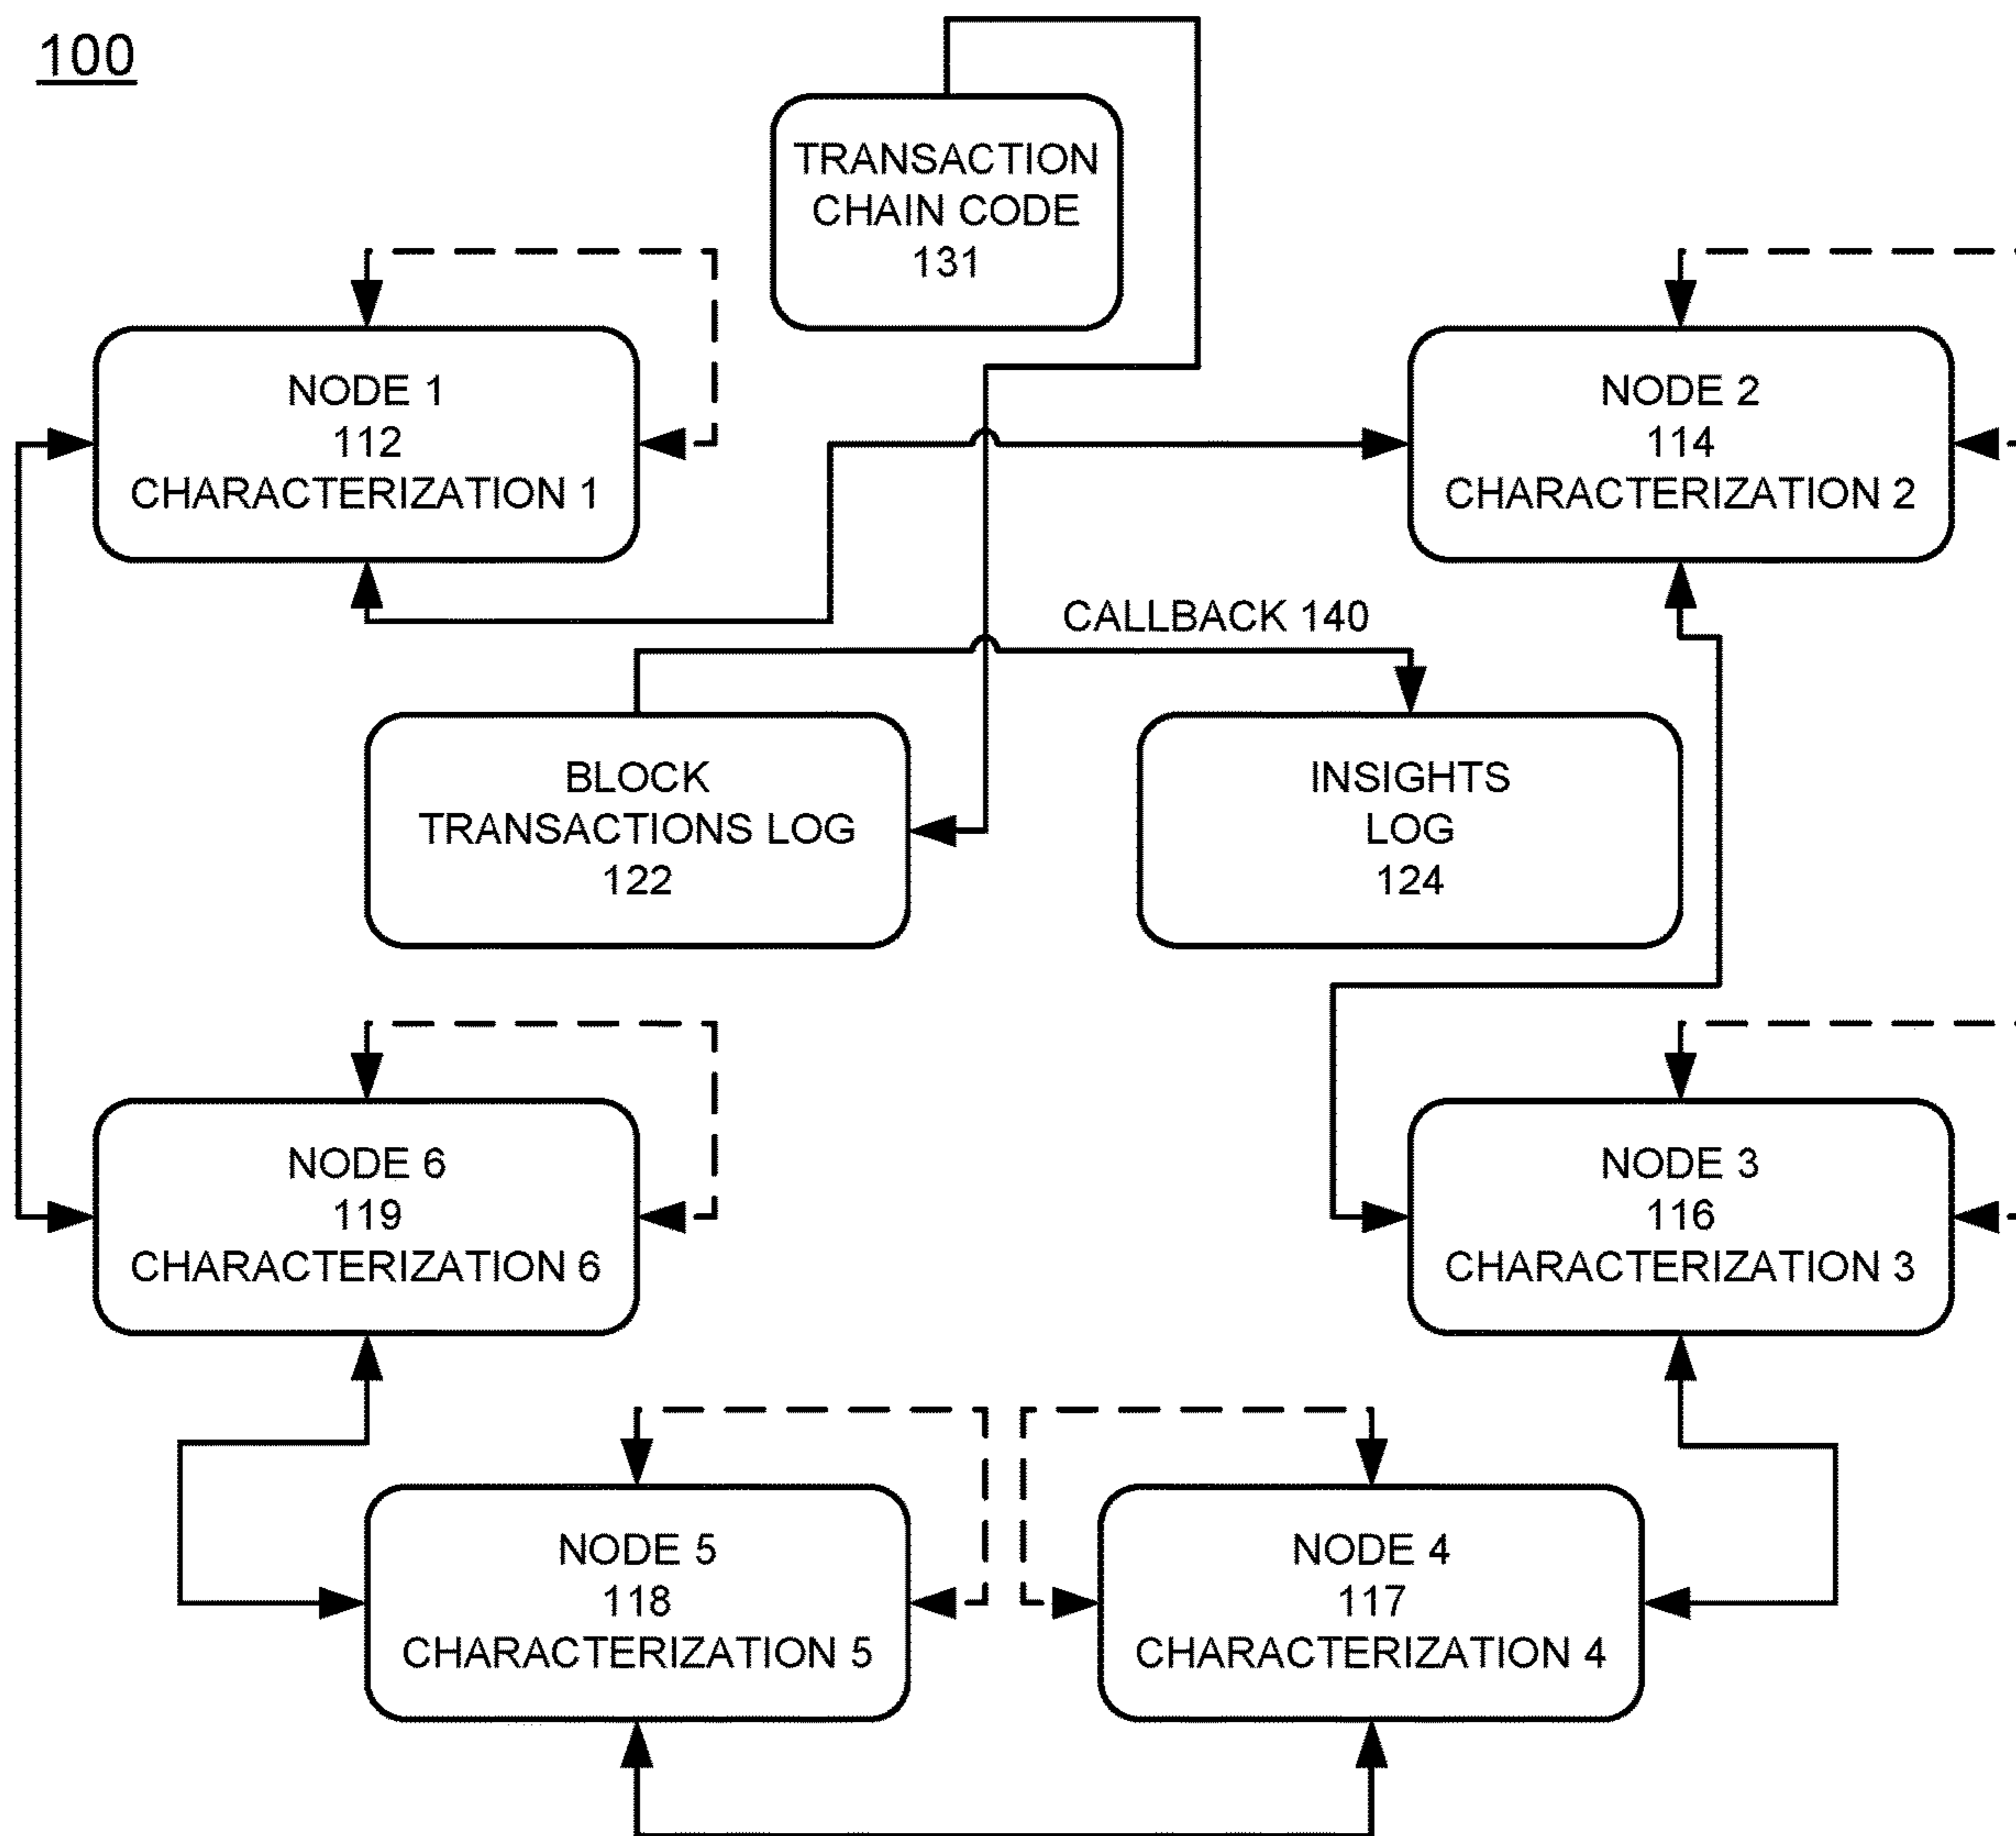 100
TRANSACTION
CHAIN CODE
131
NODE 1
112
CHARACTERIZATION 1
NODE 2
114
CHARACTERIZATION 2
CALLBACK 140
BLOCK
TRANSACTIONS LOG
122
INSIGHTS
LOG
124
NODE 6
119
CHARACTERIZATION 6
NODE 3
116
CHARACTERIZATION 3
NODE 5
118
CHARACTERIZATION 5
NODE 4
117
CHARACTERIZATION 4